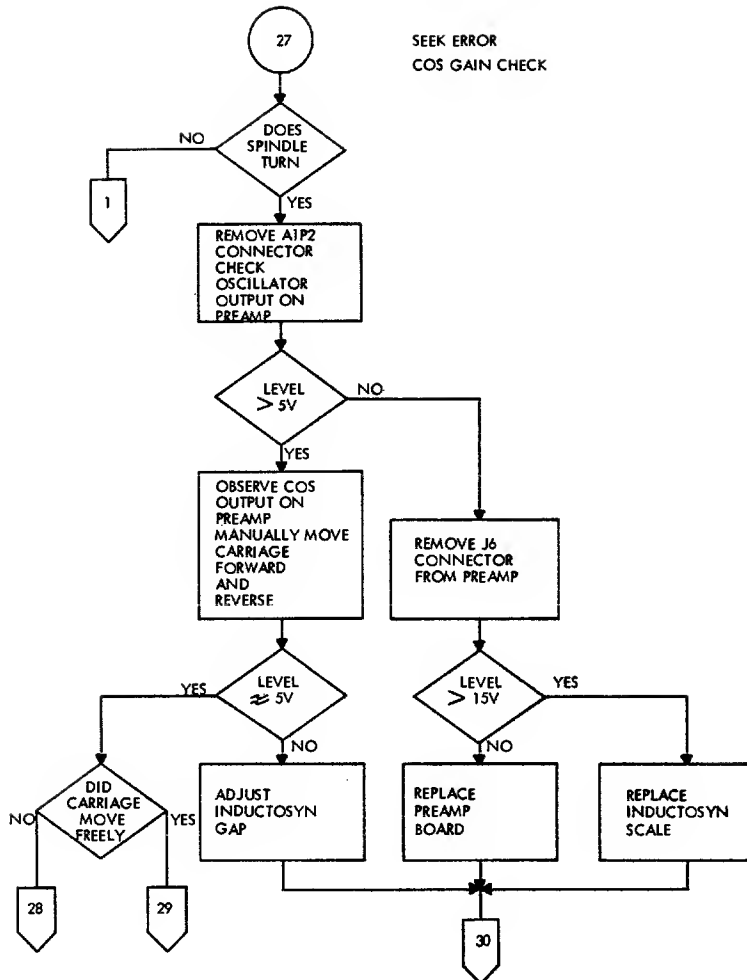 27
SEEK ERROR
COS GAIN CHECK
DOES
SPINDLE
TURN
NO
YES
1
REMOVE A1P2
CONNECTOR
CHECK
OSCILLATOR
OUTPUT ON
PREAMP
LEVEL
> 5V
NO
YES
OBSERVE COS
OUTPUT ON
PREAMP
MANUALLY MOVE
CARRIAGE
FORWARD
AND
REVERSE
REMOVE J6
CONNECTOR
FROM PREAMP
LEVEL
≉ 5V
YES
NO
LEVEL
> 15V
YES
NO
DID
CARRIAGE
MOVE
FREELY
NO
YES
ADJUST
INDUCTOSYN
GAP
REPLACE
PREAMP
BOARD
REPLACE
INDUCTOSYN
SCALE
28
29
30